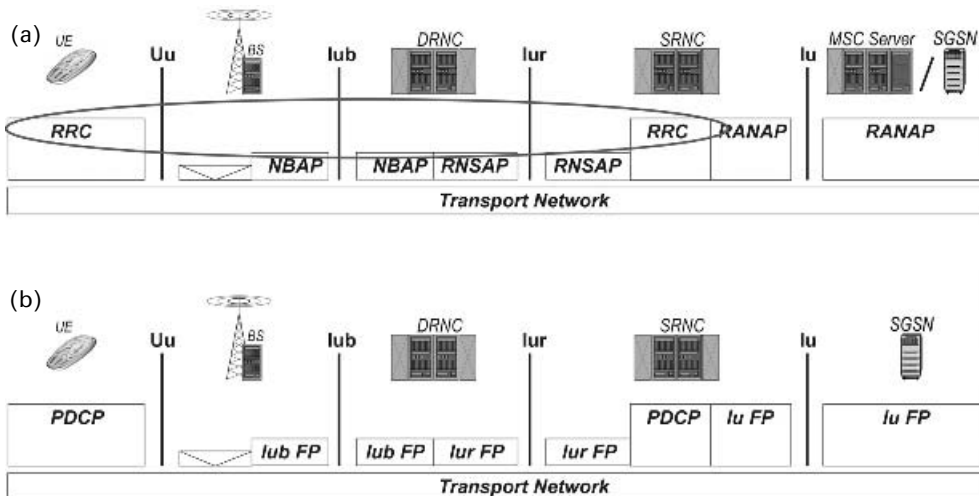 (a)
UE
BS
DRNC
SRNC
MSC Server
SGSN
Uu
Iub
Iur
Iu
RRC
RRC
RANAP
RANAP
NBAP
NBAP
RNSAP
RNSAP
Transport Network
(b)
UE
BS
DRNC
SRNC
SGSN
Uu
Iub
Iur
Iu
PDCP
PDCP
Iu FP
Iu FP
Iub FP
Iub FP
Iur FP
Iur FP
Transport Network